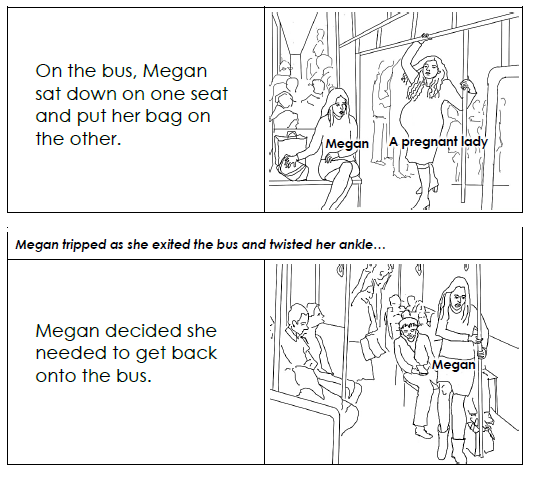 On the bus, Megan
sat down on one seat
and put her bag on
the other.
Megan
A pregnant lady
Megan tripped as she exited the bus and twisted her ankle…
Megan decided she
needed to get back
onto the bus.
Megan